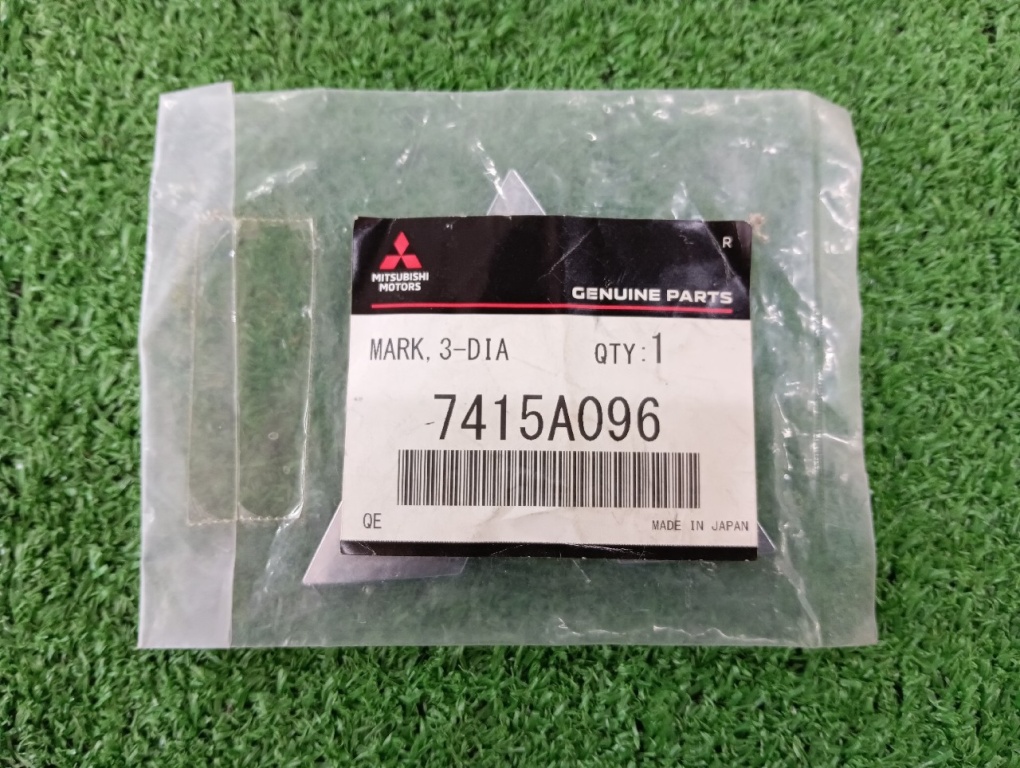 R
MITSUBISHI
MOTORS
GENUINE PARTS
MARK, 3-DIA QTY:1
7415A096
QE MADE IN JAPAN